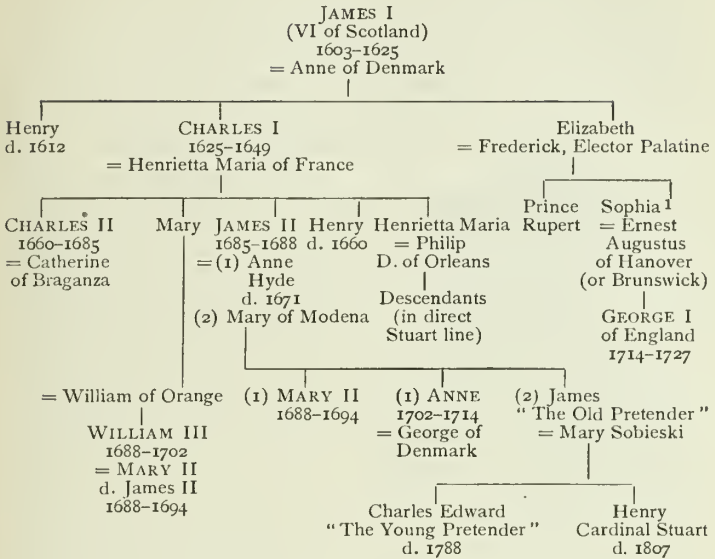 JAMES I
(VI of Scotland)
1603–1625
= Anne of Denmark
Henry
d. 1612
CHARLES I
1625–1649
= Henrietta Maria of France
Elizabeth
= Frederick, Elector Palatine
CHARLES II
1660–1685
= Catherine
of Braganza
Mary
JAMES II
1685–1688
= (1) Anne
Hyde
d. 1671
(2) Mary of Modena
Henry
d. 1660
Henrietta Maria
= Philip
D. of Orleans
Descendants
(in direct
Stuart line)
Prince
Rupert
Sophia 1
= Ernest
Augustus
of Hanover
(or Brunswick)
GEORGE I
of England
1714–1727
= William of Orange
WILLIAM III
1688–1702
= MARY II
d. James II
1688–1694
(1) MARY II
1688–1694
(1) ANNE
1702–1714
= George of
Denmark
(2) James
" The Old Pretender "
= Mary Sobieski
Charles Edward
" The Young Pretender "
d. 1788
Henry
Cardinal Stuart
d. 1807